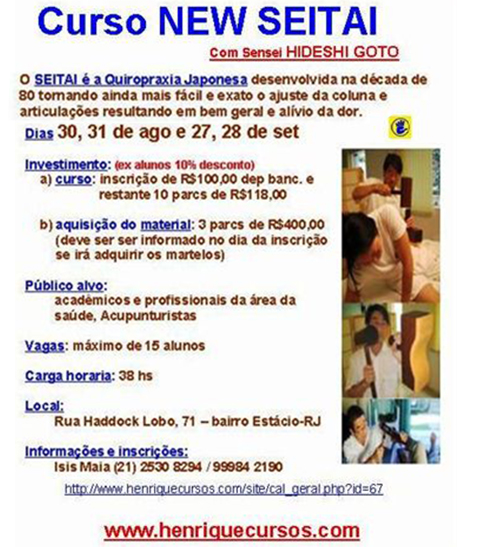 Curso NEW SEITAI
Com Sensei HIDESHI GOTO
O SEITAI é a Quiropraxia Japonesa desenvolvida na década de
80 tornando ainda mais fácil e exato o ajuste da coluna e
articulações resultando em bem geral e alívio da dor.
Dias 30, 31 de ago e 27, 28 de set
Investimento: (ex alunos 10% desconto)
a) curso: inscrição de R$100,00 dep banc. e
restante 10 parcs de R$118,00
b) aquisição do material: 3 parcs de R$400,00
(deve ser ser informado no dia da inscrição
se irá adquirir os martelos)
Público alvo:
acadêmicos e profissionais da área da
saúde, Acupunturistas
Vagas: máximo de 15 alunos
Carga horaria: 38 hs
Local:
Rua Haddock Lobo, 71 – bairro Estácio-RJ
Informações e inscrições:
Isis Maia (21) 2530 8294 / 99984 2190
http://www.henriquecursos.com/site/cal_geral.php?id=67
www.henriquecursos.com